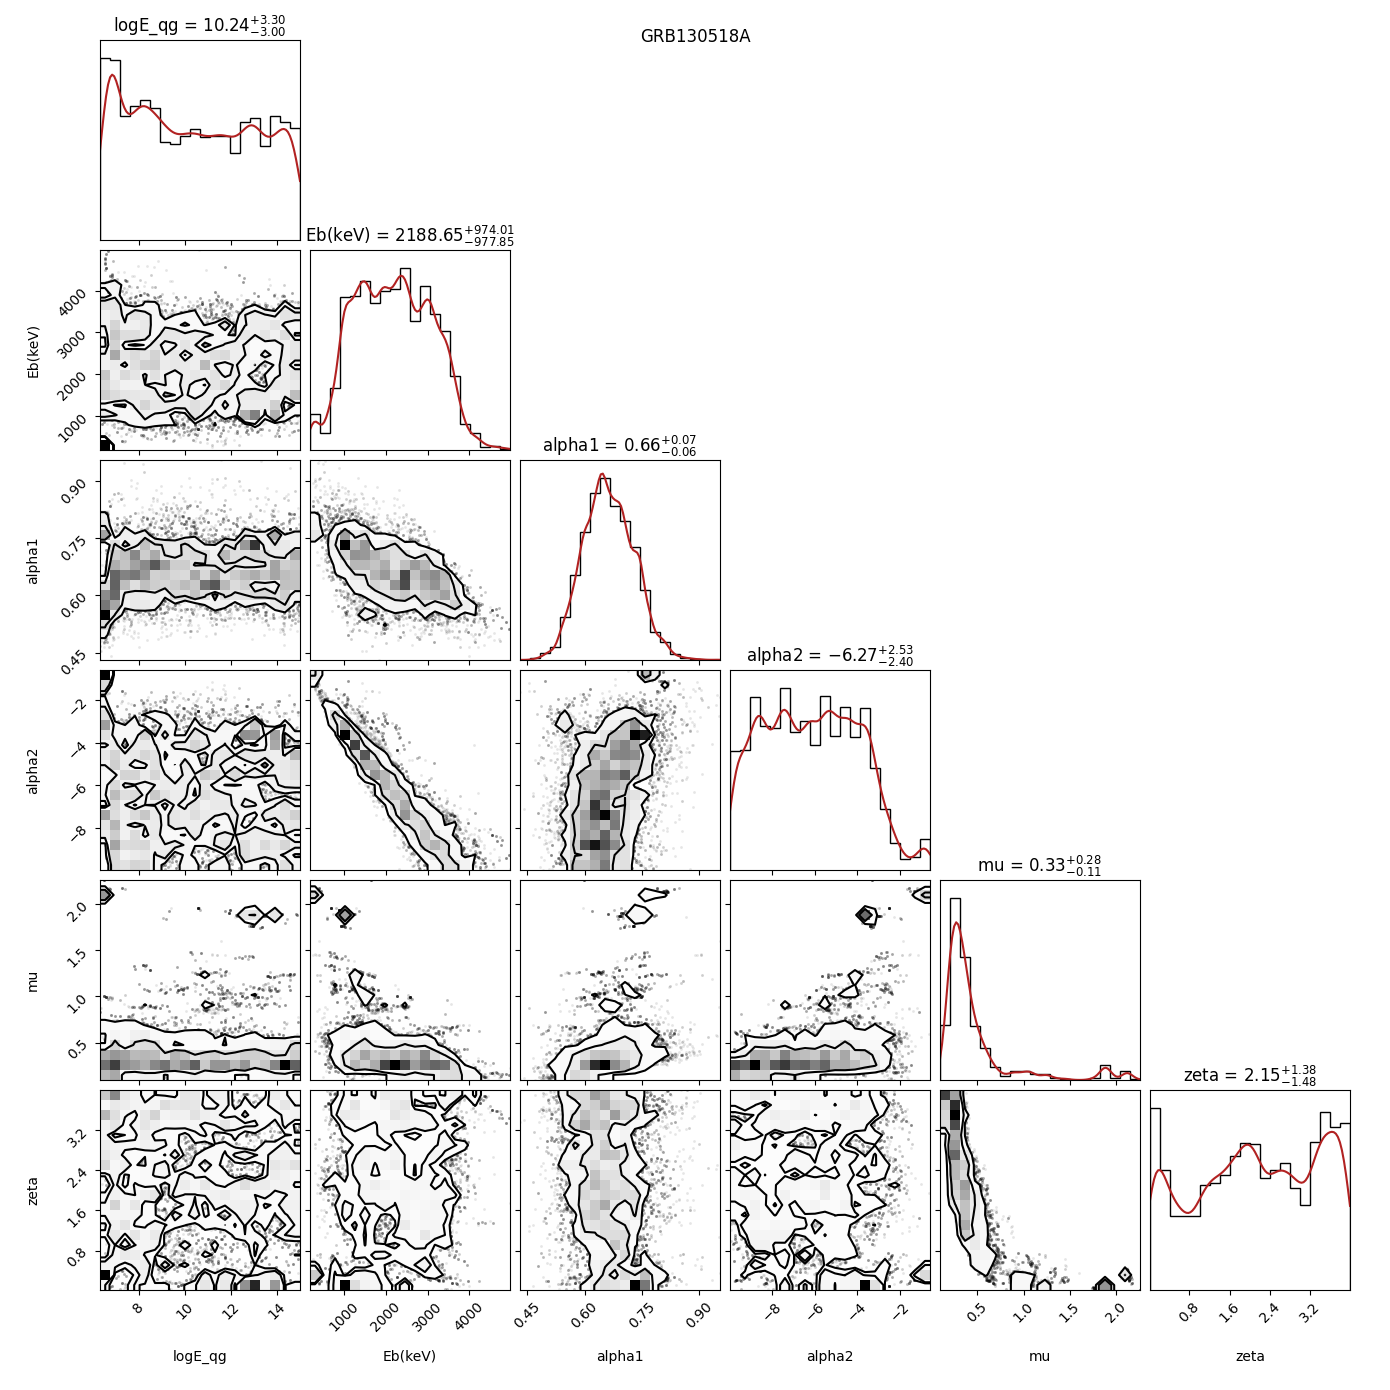 GRB130518A
logE_qg = 10.24+3.30−3.00
Eb(keV) = 2188.65+974.01−977.85
Eb(keV)
4000
3000
2000
1000
alpha1 = 0.66+0.07−0.06
alpha1
0.90
0.75
0.60
0.45
alpha2 = −6.27+2.53−2.40
alpha2
−2
−4
−6
−8
mu = 0.33+0.28−0.11
mu
2.0
1.5
1.0
0.5
zeta = 2.15+1.38−1.48
zeta
3.2
2.4
1.6
0.8
8 10 12 14 1000 2000 3000 4000 0.45 0.60 0.75 0.90 −8 −6 −4 −2 0.5 1.0 1.5 2.0 0.8 1.6 2.4 3.2
logE_qg Eb(keV) alpha1 alpha2 mu zeta